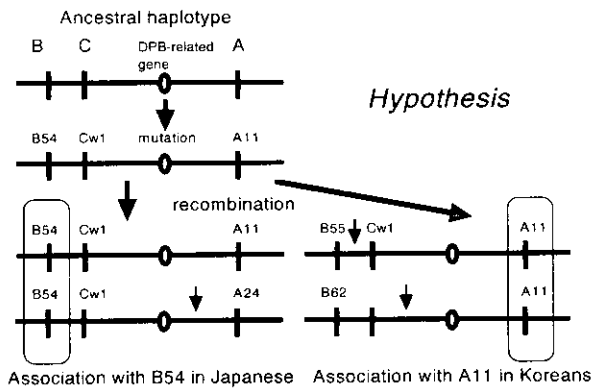 Ancestral haplotype
B C DPB-related gene A
Hypothesis
B54 Cw1 mutation A11
recombination
B54 Cw1 A11
B55 Cw1 A11
B54 Cw1 A24
B62 A11
Association with B54 in Japanese
Association with A11 in Koreans